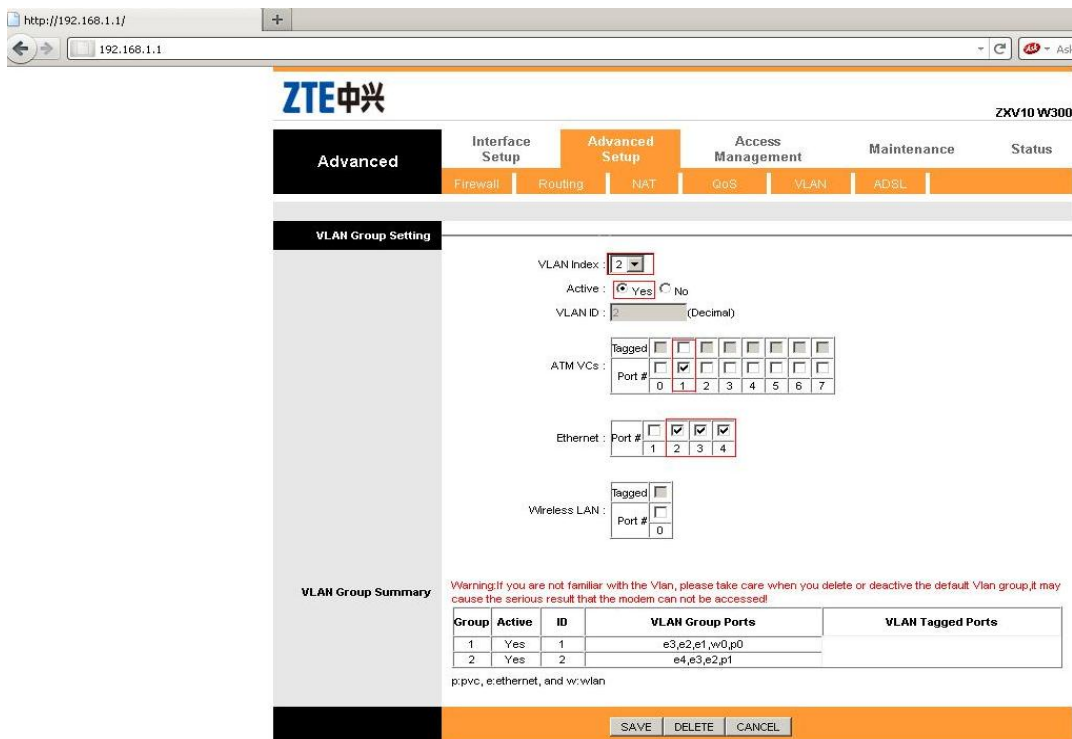 http://192.168.1.1/
+
192.168.1.1
Ask
ZTE中兴
ZXV10 W300
Advanced
Interface Setup
Advanced Setup
Access Management
Maintenance
Status
Firewall
Routing
NAT
QoS
VLAN
ADSL
VLAN Group Setting
VLAN Index : 2
Active : Yes No
VLAN ID : 2 (Decimal)
ATM VCs :
Tagged
Port #
0 1 2 3 4 5 6 7
Ethernet : Port #
1 2 3 4
Wireless LAN :
Tagged
Port #
0
VLAN Group Summary
Warning:If you are not familiar with the Vlan, please take care when you delete or deactive the default Vlan group,it may
cause the serious result that the modem can not be accessed!
Group Active ID VLAN Group Ports VLAN Tagged Ports
1 Yes 1 e3,e2,e1,w0,p0
2 Yes 2 e4,e3,e2,p1
p:pvc, e:ethernet, and w:wlan
SAVE DELETE CANCEL